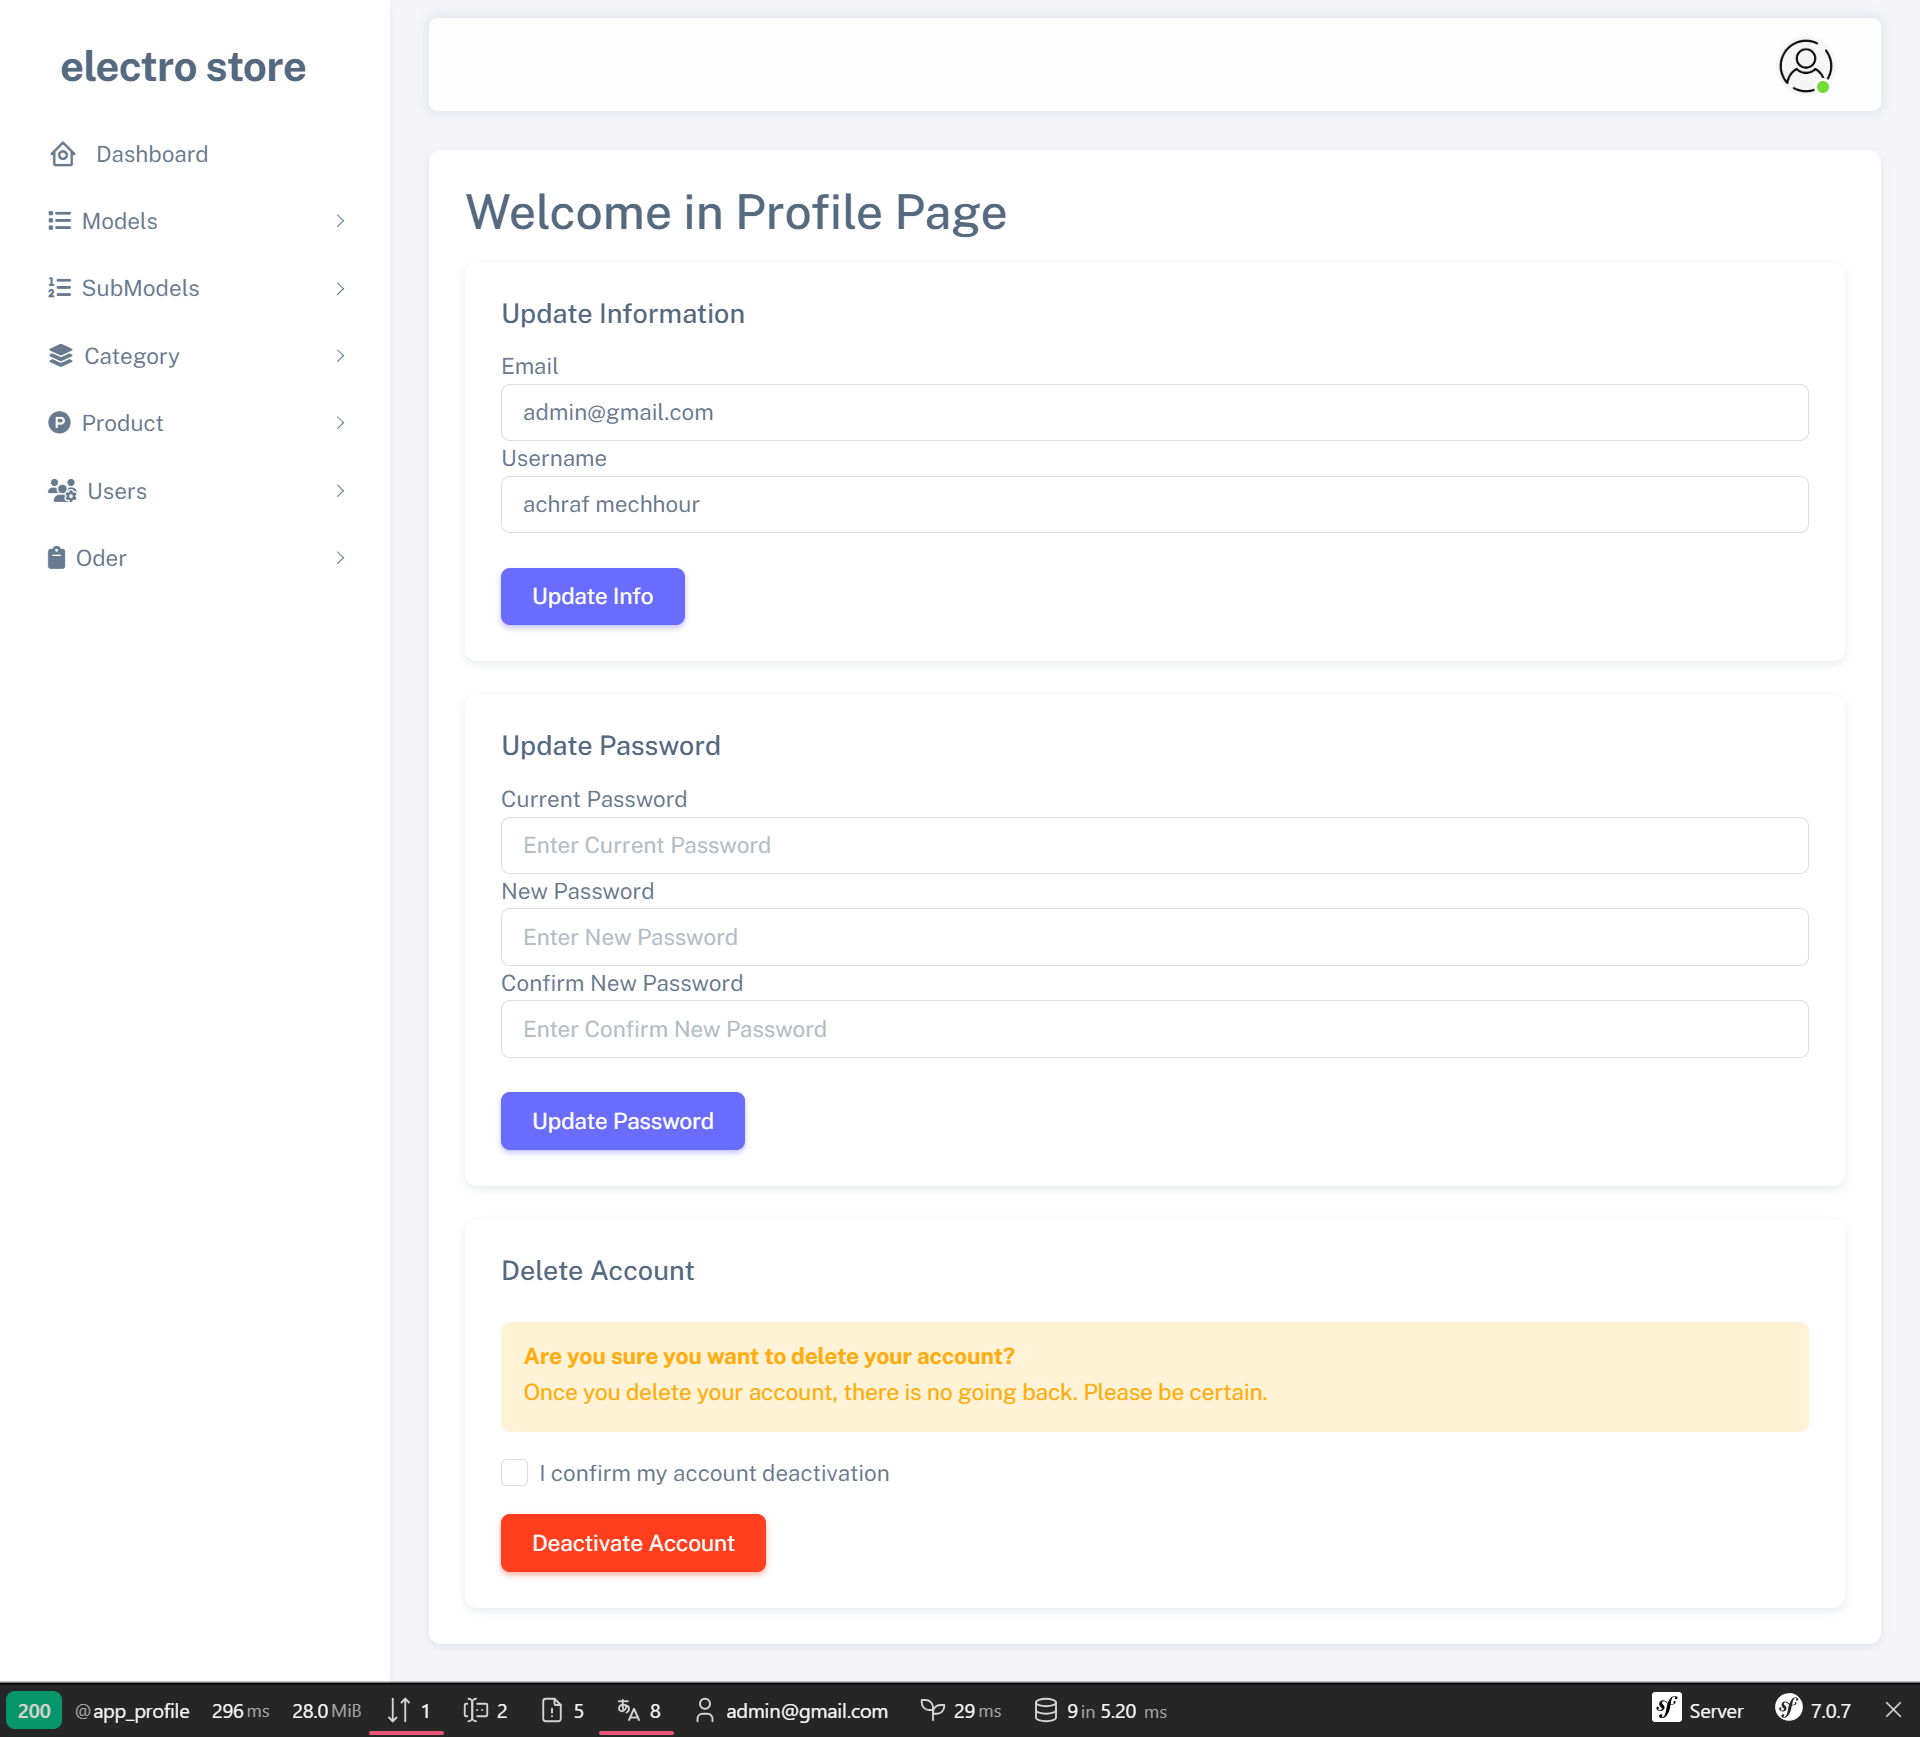 electro store
Dashboard
Models
SubModels
Category
Product
Users
Oder
Welcome in Profile Page
Update Information
Email
admin@gmail.com
Username
achraf mechhour
Update Info
Update Password
Current Password
Enter Current Password
New Password
Enter New Password
Confirm New Password
Enter Confirm New Password
Update Password
Delete Account
Are you sure you want to delete your account?
Once you delete your account, there is no going back. Please be certain.
I confirm my account deactivation
Deactivate Account
200 @app_profile 296 ms 28.0 MiB 1 2 5 8 admin@gmail.com 29 ms 9 in 5.20 ms Server 7.0.7